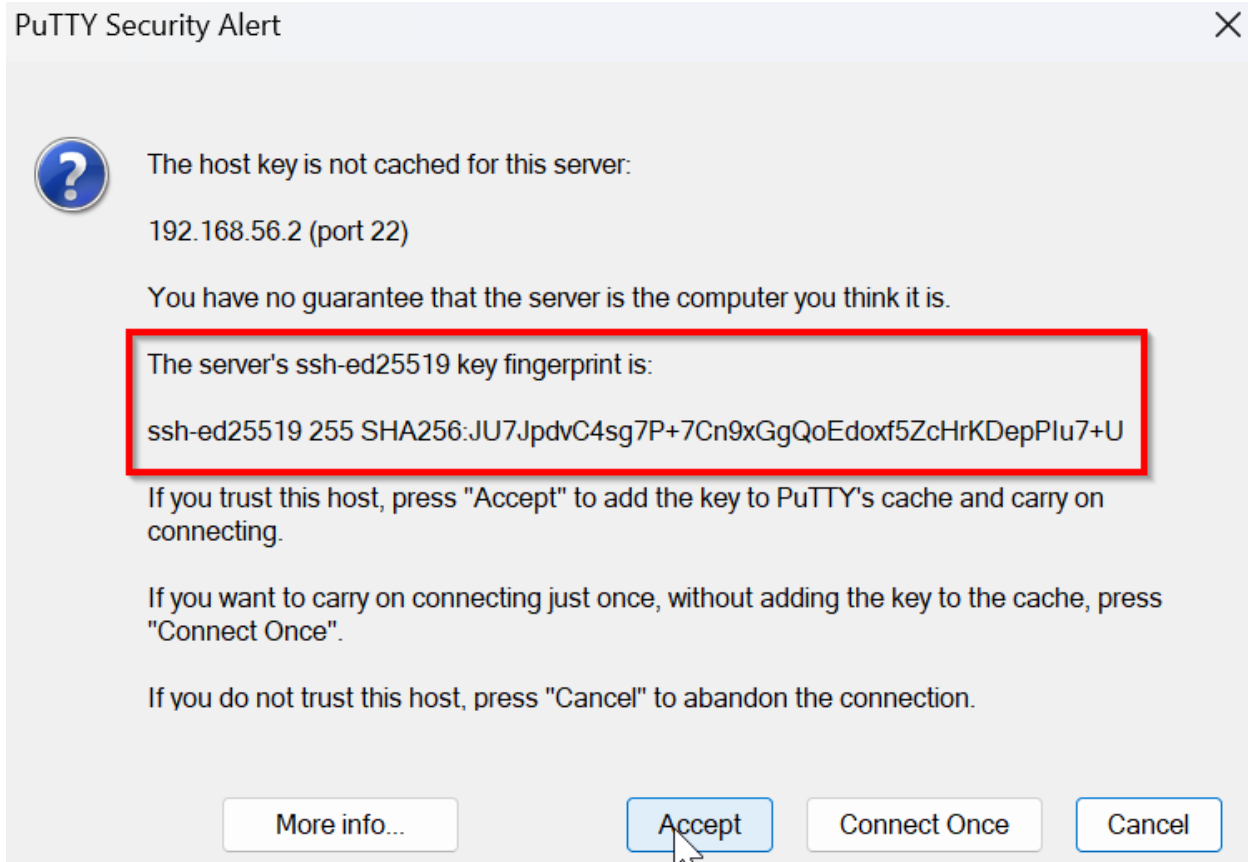 PuTTY Security Alert
The host key is not cached for this server:
192.168.56.2 (port 22)
You have no guarantee that the server is the computer you think it is.
The server's ssh-ed25519 key fingerprint is:
ssh-ed25519 255 SHA256:JU7JpdvC4sg7P+7Cn9xGgQoEdoxf5ZcHrKDepPIu7+U
If you trust this host, press "Accept" to add the key to PuTTY's cache and carry on
connecting.
If you want to carry on connecting just once, without adding the key to the cache, press
"Connect Once".
If you do not trust this host, press "Cancel" to abandon the connection.
More info...
Accept
Connect Once
Cancel